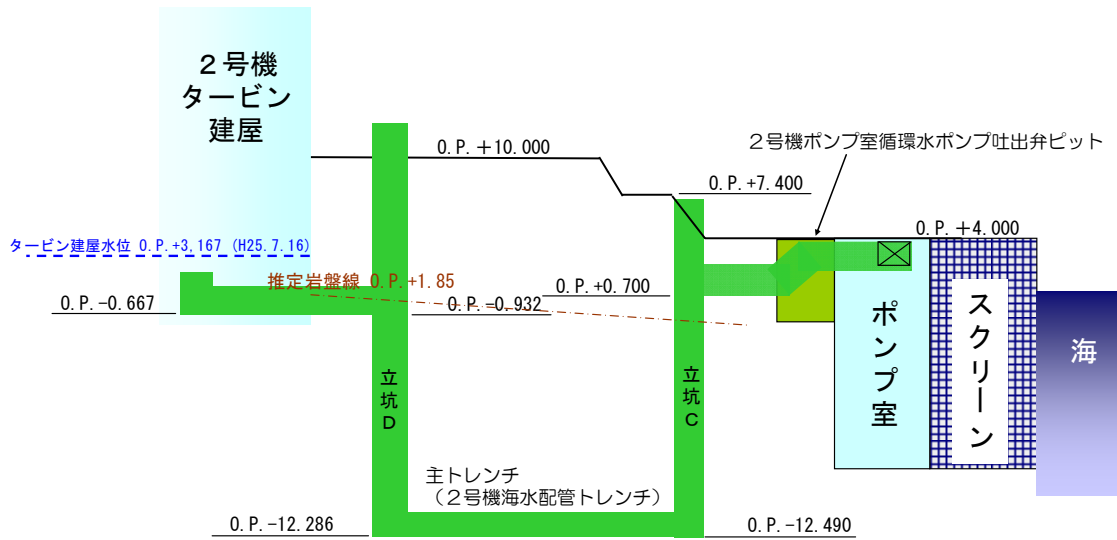 ２号機
タービン
建屋
O.P.＋10.000
２号機ポンプ室循環水ポンプ吐出弁ピット
O.P.+7.400
O.P.＋4.000
タービン建屋水位 O.P.+3,167 (H25.7.16)
推定岩盤線 O.P.+1.85
O.P.+0.700
O.P.-0.667
O.P.-0.932
ポンプ室
スクリーン
海
立坑D
立坑C
主トレンチ
（２号機海水配管トレンチ）
O.P.-12.286
O.P.-12.490